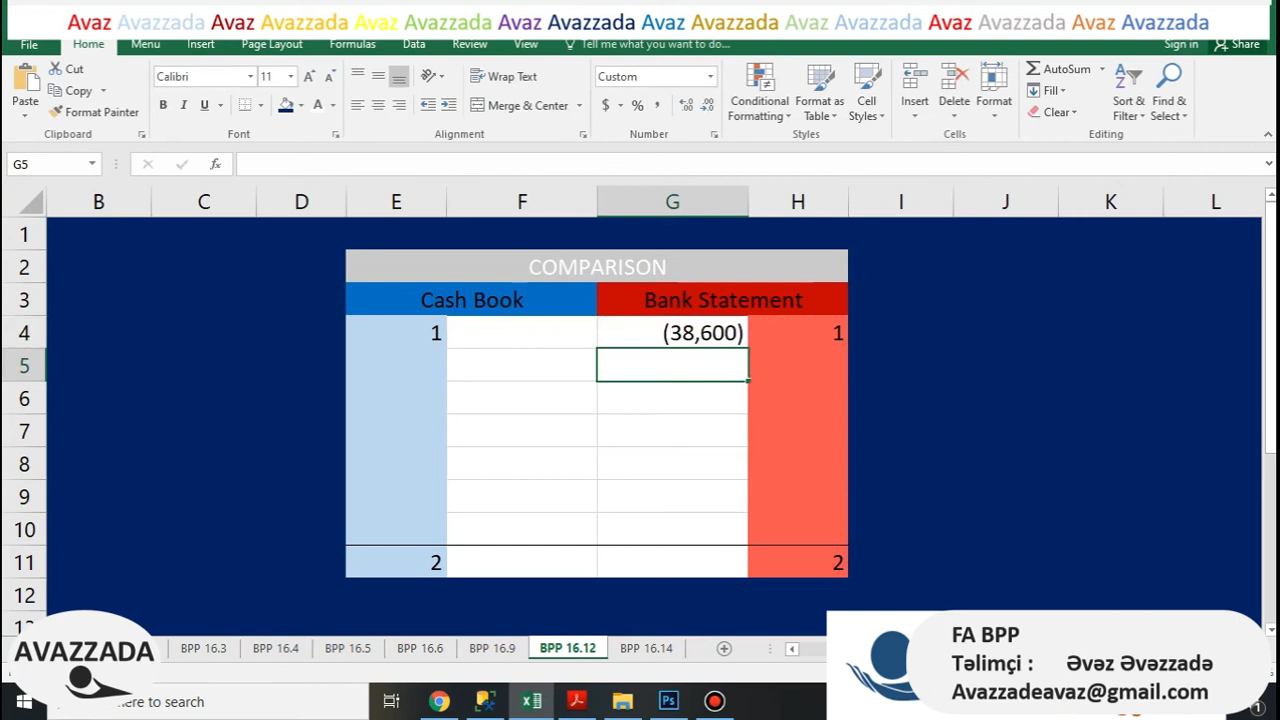 Avaz Avazzada Avaz Avazzada Avaz Avazzada Avaz Avazzada Avaz Avazzada Avaz Avazzada Avaz Avazzada Avaz Avazzada
File Home Menu Insert Page Layout Formulas Data Review View Tell me what you want to do... Sign in Share
Cut
Copy
Format Painter
Paste
Clipboard
Calibri 11
B I U
Font
Wrap Text
Merge & Center
Alignment
Custom
$ % ,
Number
Conditional Formatting
Format as Table
Cell Styles
Styles
Insert Delete Format
Cells
AutoSum
Fill
Clear
Sort & Filter
Find & Select
Editing
G5 fx
B C D E F G H I J K L
1
2 COMPARISON
3 Cash Book Bank Statement
4 1 (38,600) 1
5
6
7
8
9
10
11 2 2
12
13
BPP 16.3 BPP 16.4 BPP 16.5 BPP 16.6 BPP 16.9 BPP 16.12 BPP 16.14
AVAZZADA
FA BPP
Təlimçi : Əvəz Əvəzzadə
Avazzadeavaz@gmail.com
here to search
1